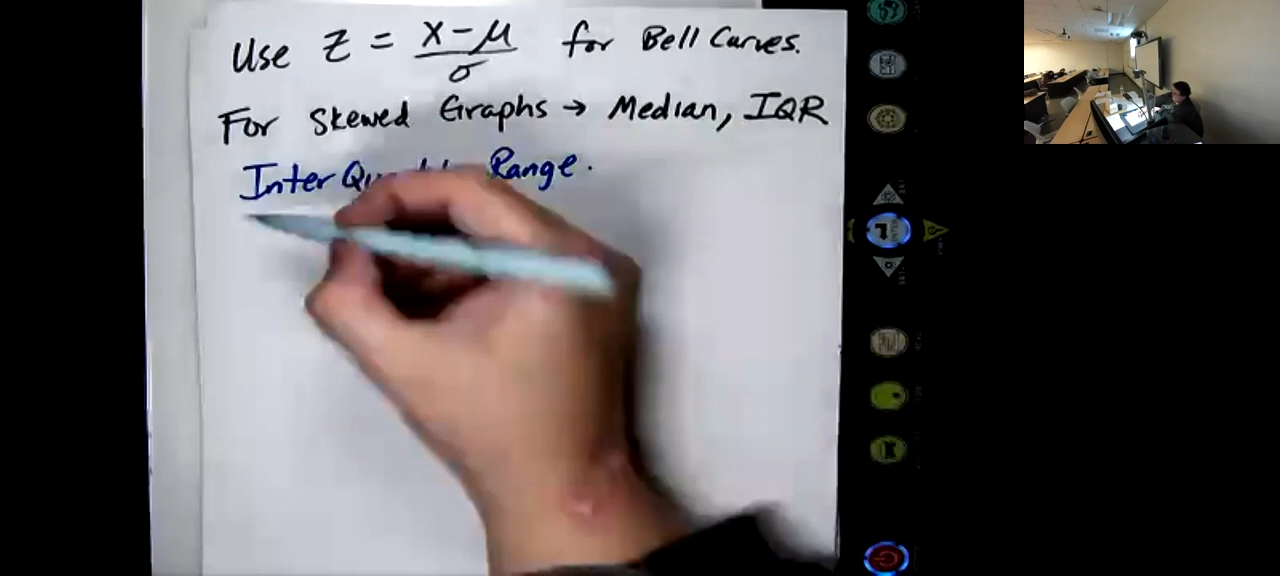 Use z = x-μ/σ for Bell Curves.
For Skewed Graphs → Median, IQR
Inter Range.